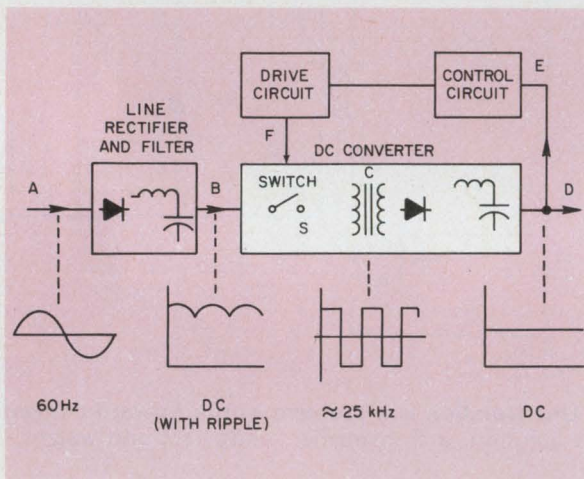 DRIVE
CIRCUIT
CONTROL
CIRCUIT
E
LINE
RECTIFIER
AND FILTER
F
DC CONVERTER
A
B
SWITCH
C
S
D
60Hz
DC
(WITH RIPPLE)
≈ 25 kHz
DC